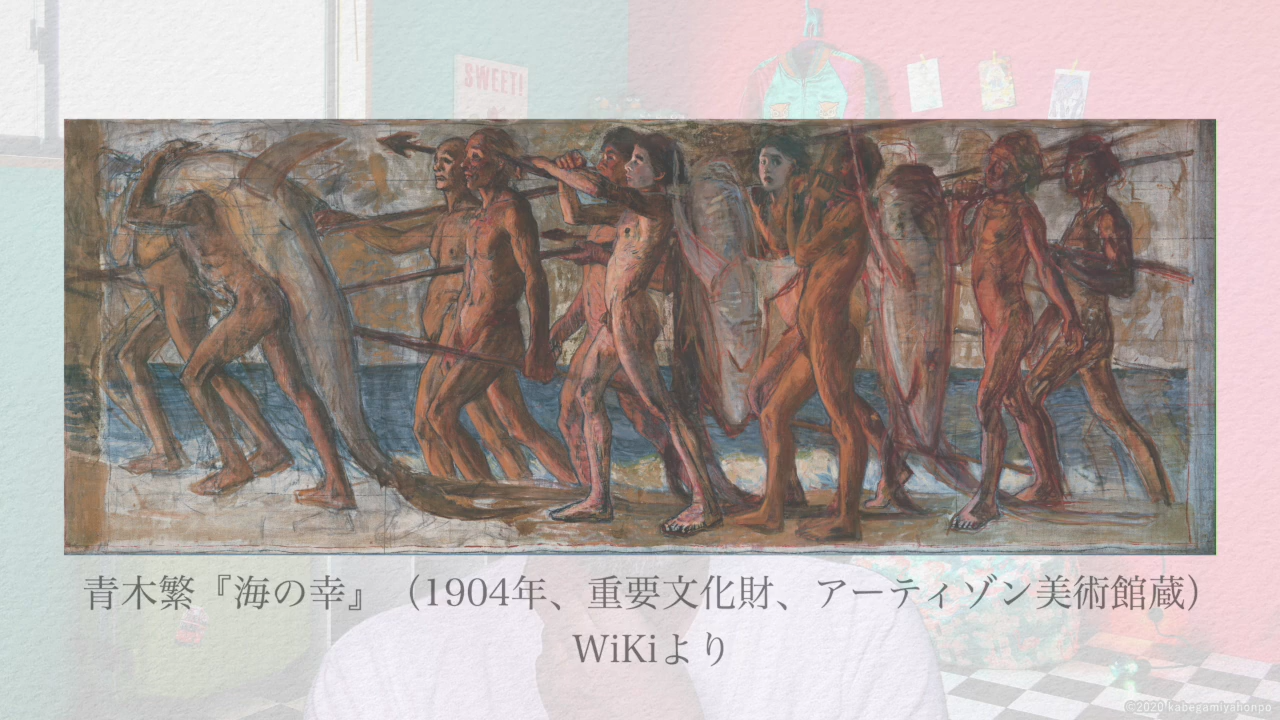 SWEET!
青木繁『海の幸』（1904年、重要文化財、アーティゾン美術館蔵）
WiKiより
©2020 kabegamiyahonpo